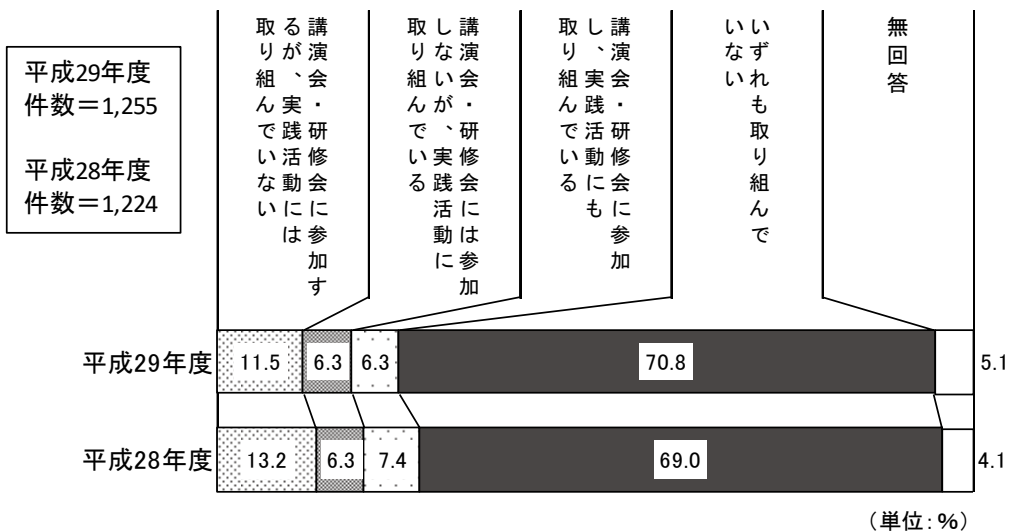 平成29年度
件数＝1,255
平成28年度
件数＝1,224
講演会・研修会に参加す
るが、実践活動には
取り組んでいない
講演会・研修会には参加
しないが、実践活動に
取り組んでいる
講演会・研修会に参加
し、実践活動にも
取り組んでいる
いずれも取り組んで
いない
無回答
平成29年度 11.5 6.3 6.3 70.8 5.1
平成28年度 13.2 6.3 7.4 69.0 4.1
（単位：％）